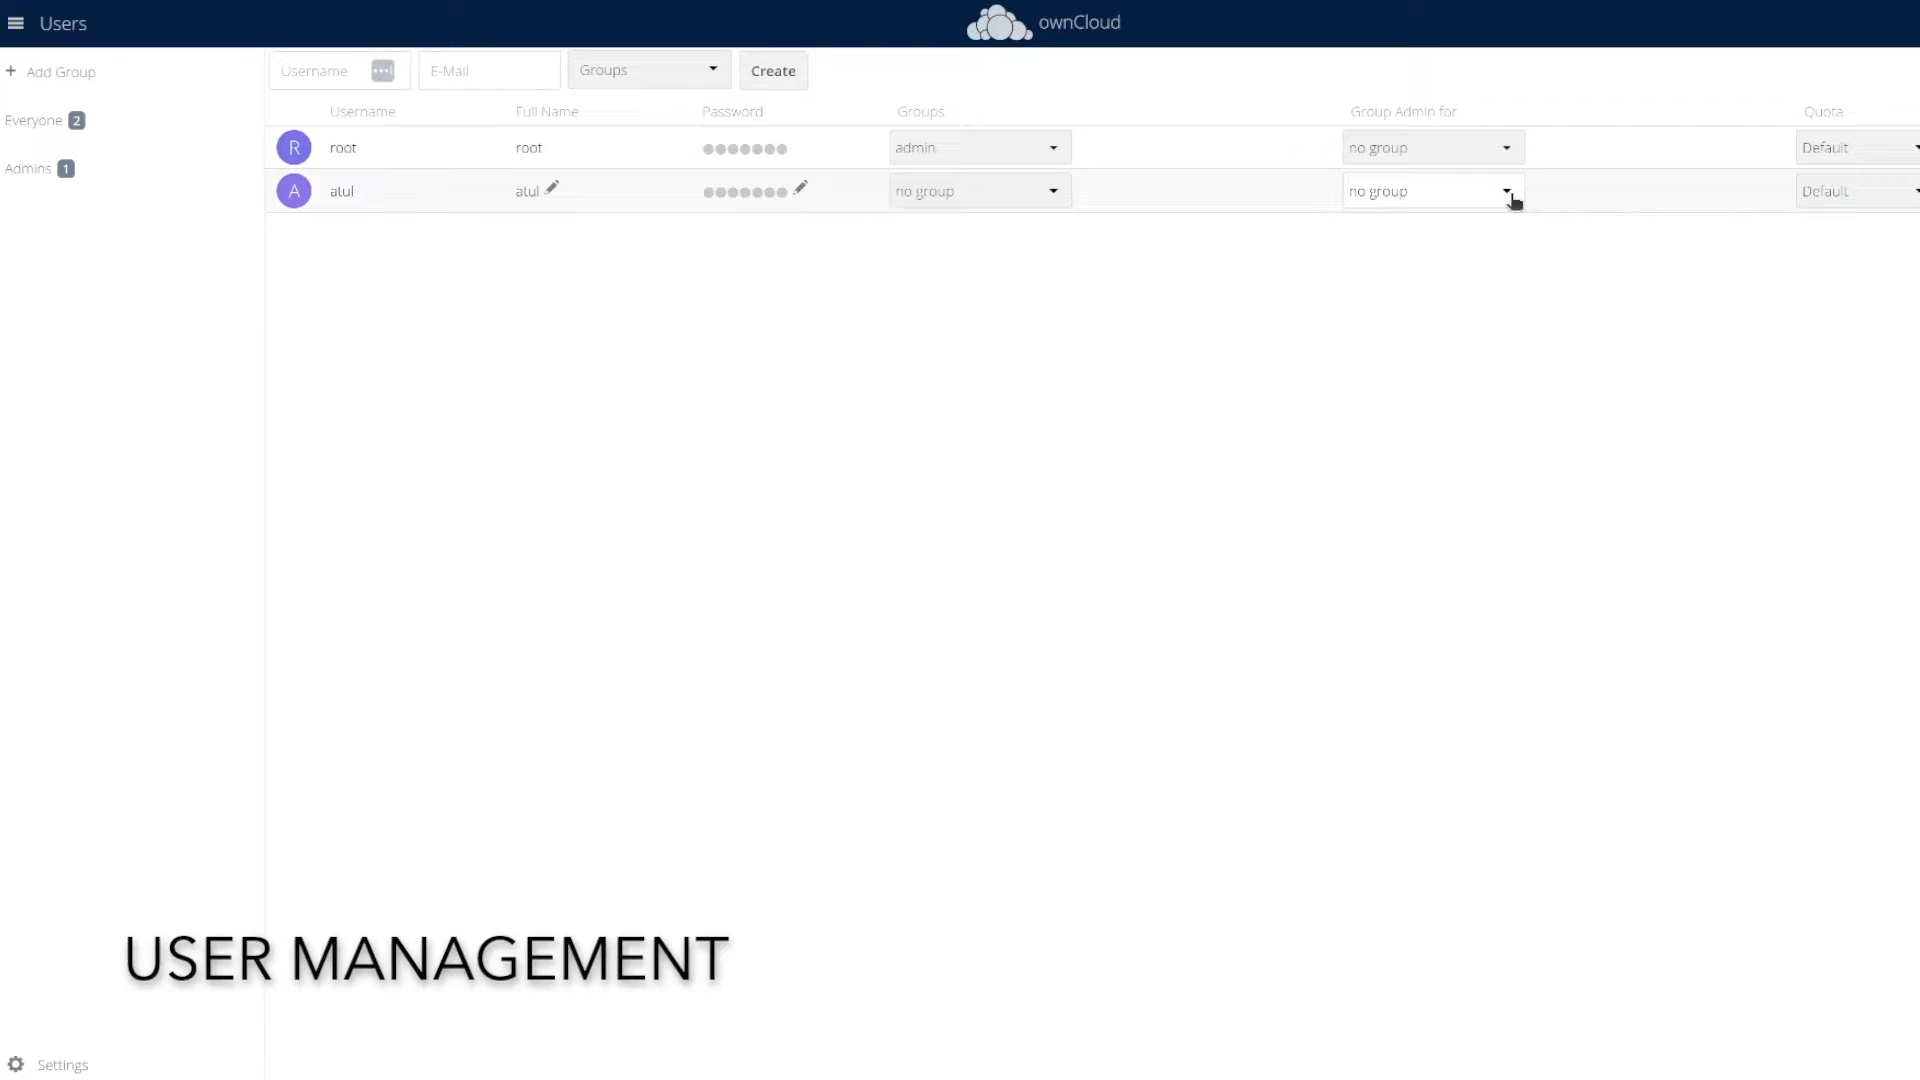 Users
ownCloud
+ Add Group
Username E-Mail Groups Create
Everyone 2
Admins 1
Username Full Name Password Groups Group Admin for Quota
R root root admin no group Default
A atul atul no group no group Default
USER MANAGEMENT
Settings